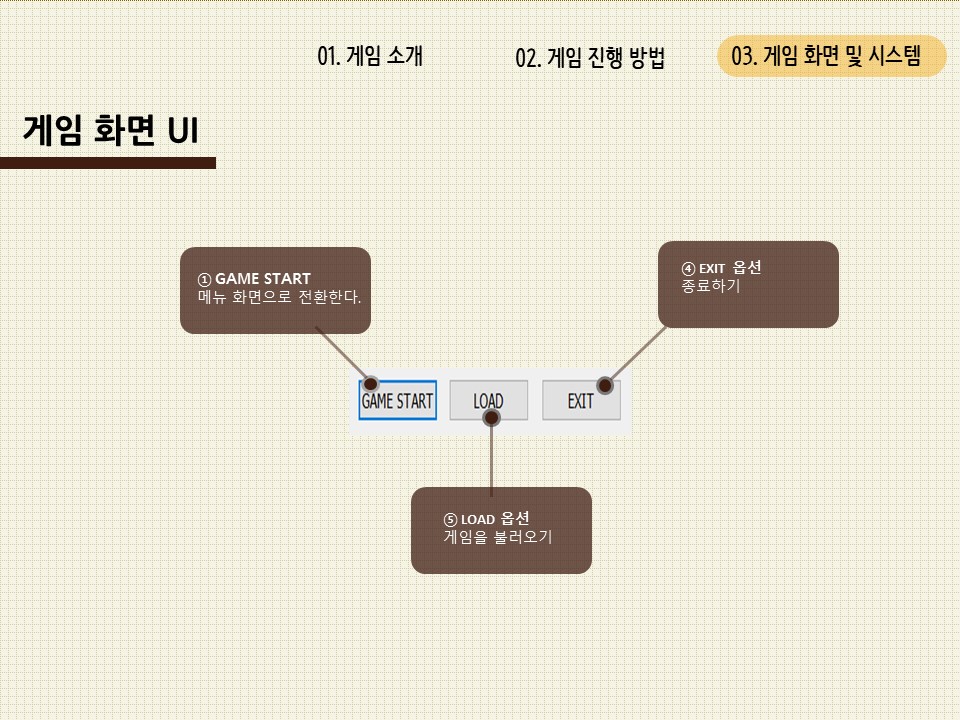 01. 게임 소개
02. 게임 진행 방법
03. 게임 화면 및 시스템
게임 화면 UI
① GAME START
메뉴 화면으로 전환한다.
④ EXIT 옵션
종료하기
GAME START
LOAD
EXIT
⑤ LOAD 옵션
게임을 불러오기